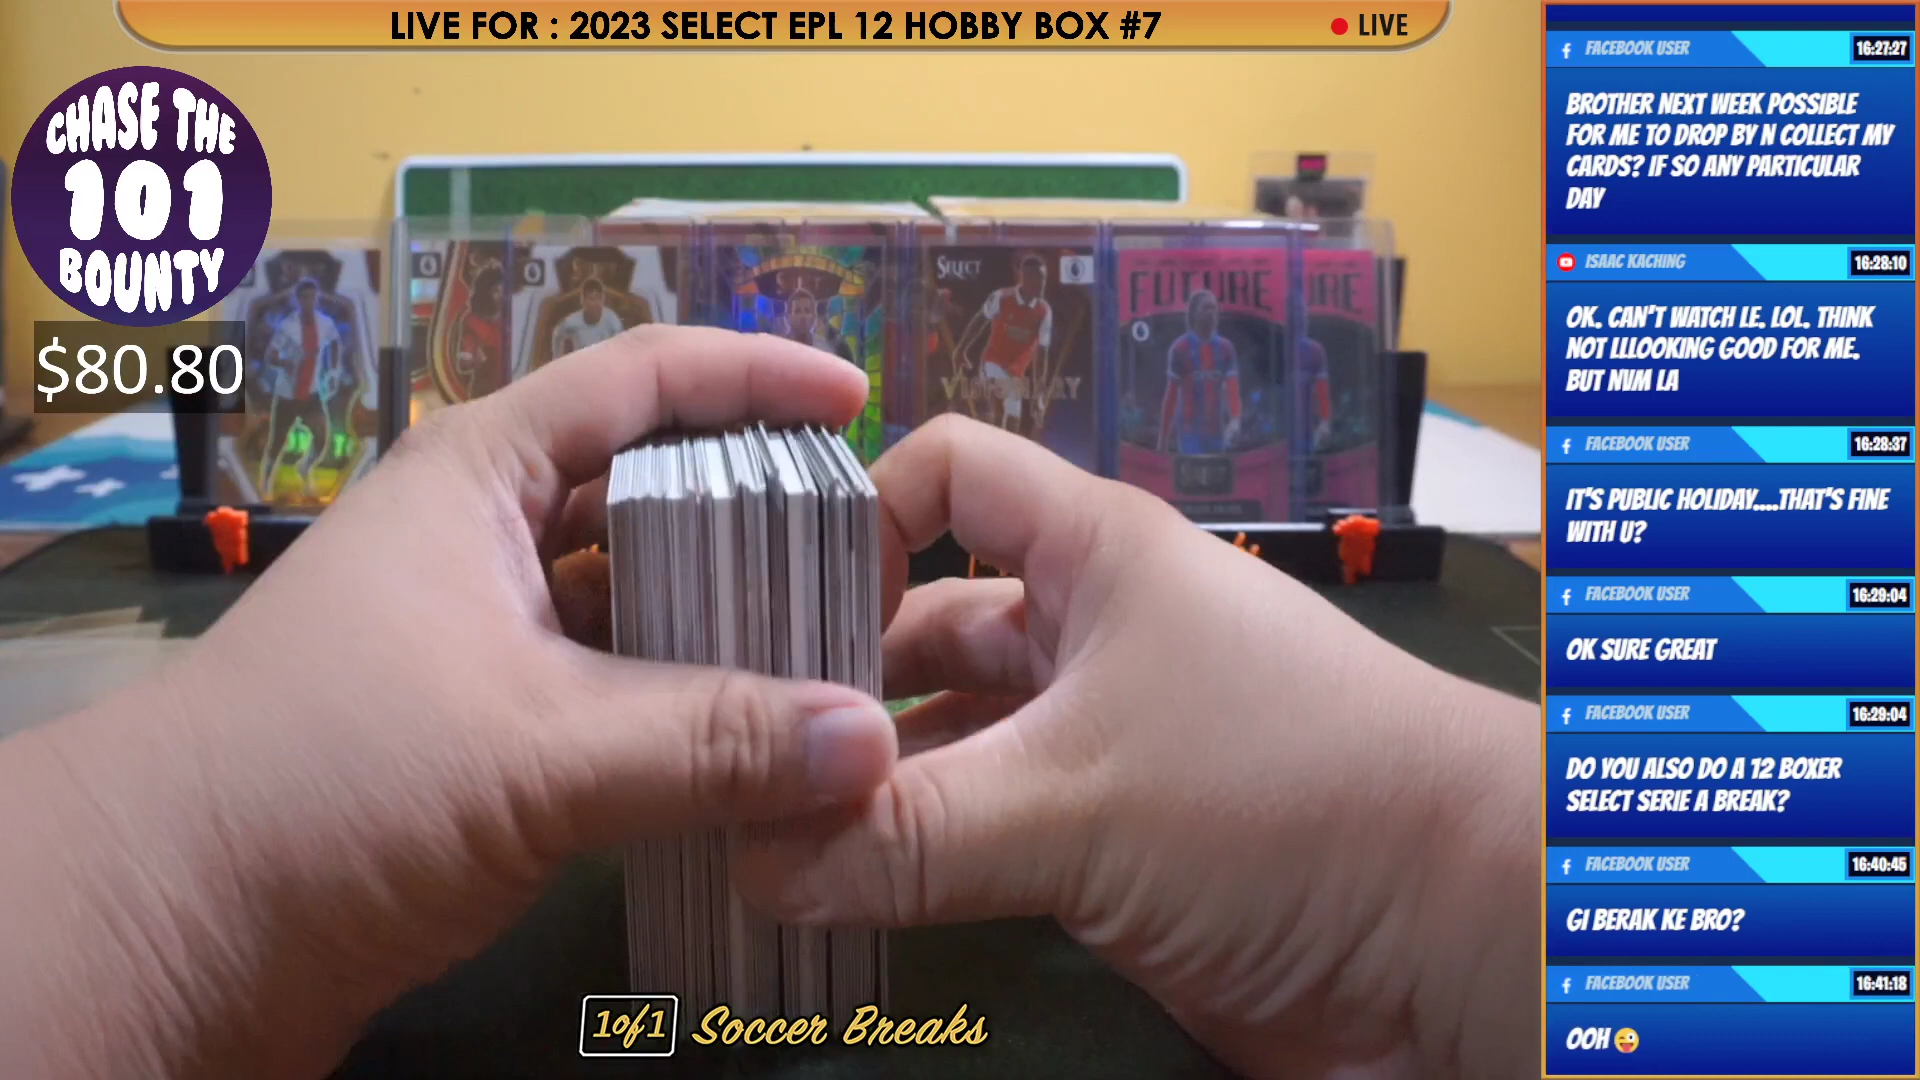 LIVE FOR : 2023 SELECT EPL 12 HOBBY BOX #7
LIVE
CHASE THE
101
BOUNTY
$80.80
SELECT
VISIONARY
FUTURE
SELECT
1of1 Soccer Breaks
FACEBOOK USER
16:27:27
BROTHER NEXT WEEK POSSIBLE
FOR ME TO DROP BY N COLLECT MY
CARDS? IF SO ANY PARTICULAR
DAY
ISAAC KACHING
16:28:10
OK. CAN'T WATCH LE. LOL. THINK
NOT LLLOOKING GOOD FOR ME.
BUT NVM LA
FACEBOOK USER
16:28:37
IT'S PUBLIC HOLIDAY....THAT'S FINE
WITH U?
FACEBOOK USER
16:29:04
OK SURE GREAT
FACEBOOK USER
16:29:04
DO YOU ALSO DO A 12 BOXER
SELECT SERIE A BREAK?
FACEBOOK USER
16:40:45
GI BERAK KE BRO?
FACEBOOK USER
16:41:18
OOH 😜